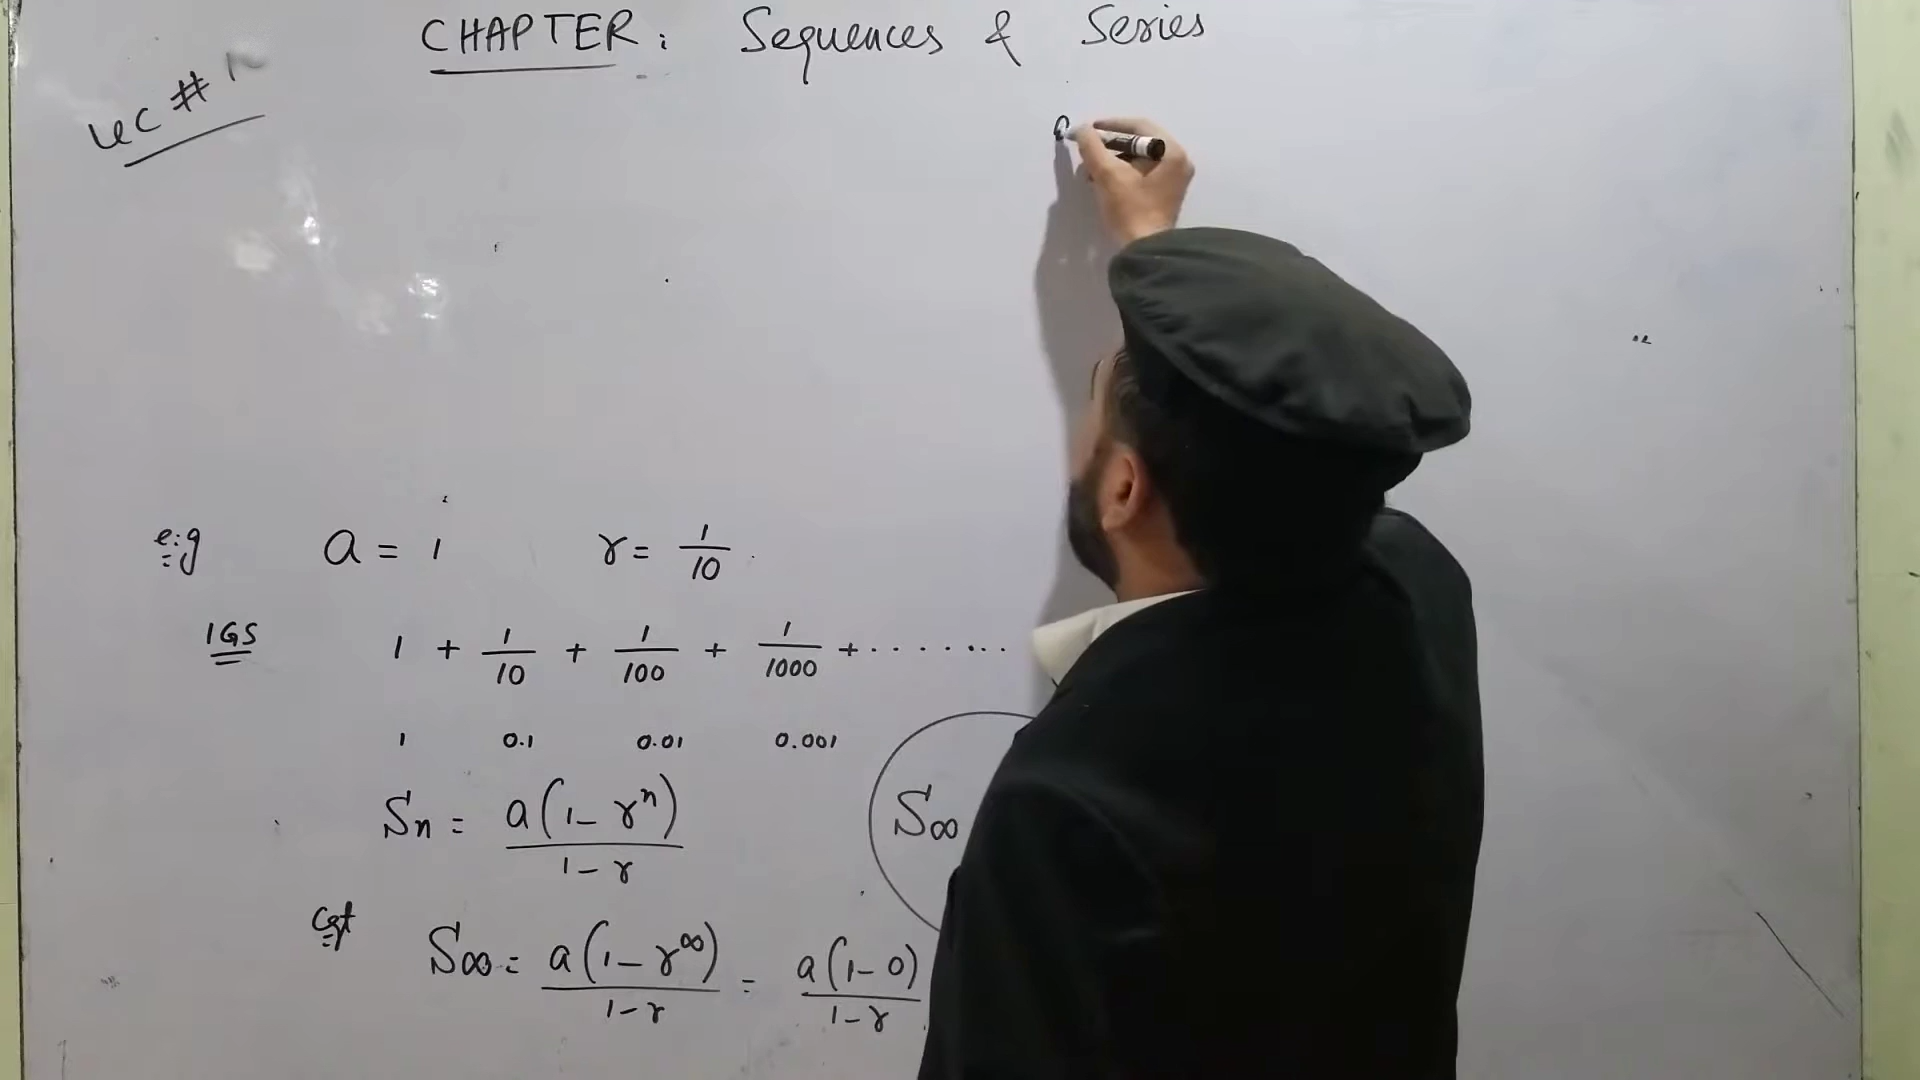 CHAPTER: Sequences & Series
Lec #
e.g a = 1 r = 1/10
IGS 1 + 1/10 + 1/100 + 1/1000 + .......
1 0.1 0.01 0.001
Sn = a(1-r^n)/1-r
S∞
S∞ = a(1-r^∞)/1-r = a(1-0)/1-r